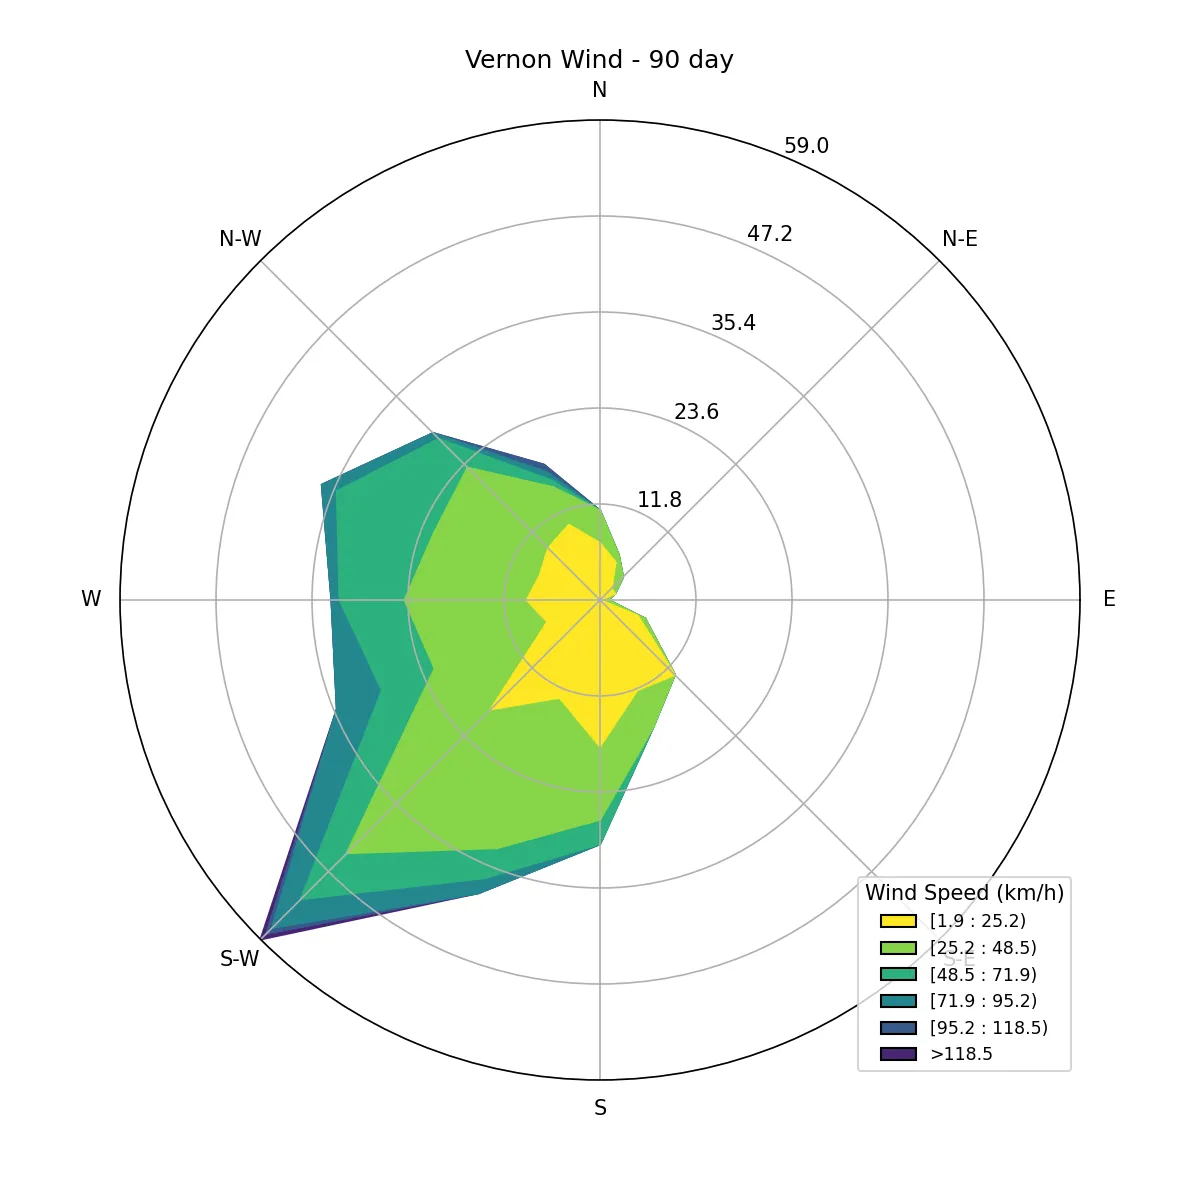 Vernon Wind - 90 day
N
59.0
N-W
47.2
N-E
35.4
23.6
11.8
W
E
S-W
S-E
S
Wind Speed (km/h)
[1.9 : 25.2)
[25.2 : 48.5)
[48.5 : 71.9)
[71.9 : 95.2)
[95.2 : 118.5)
>118.5